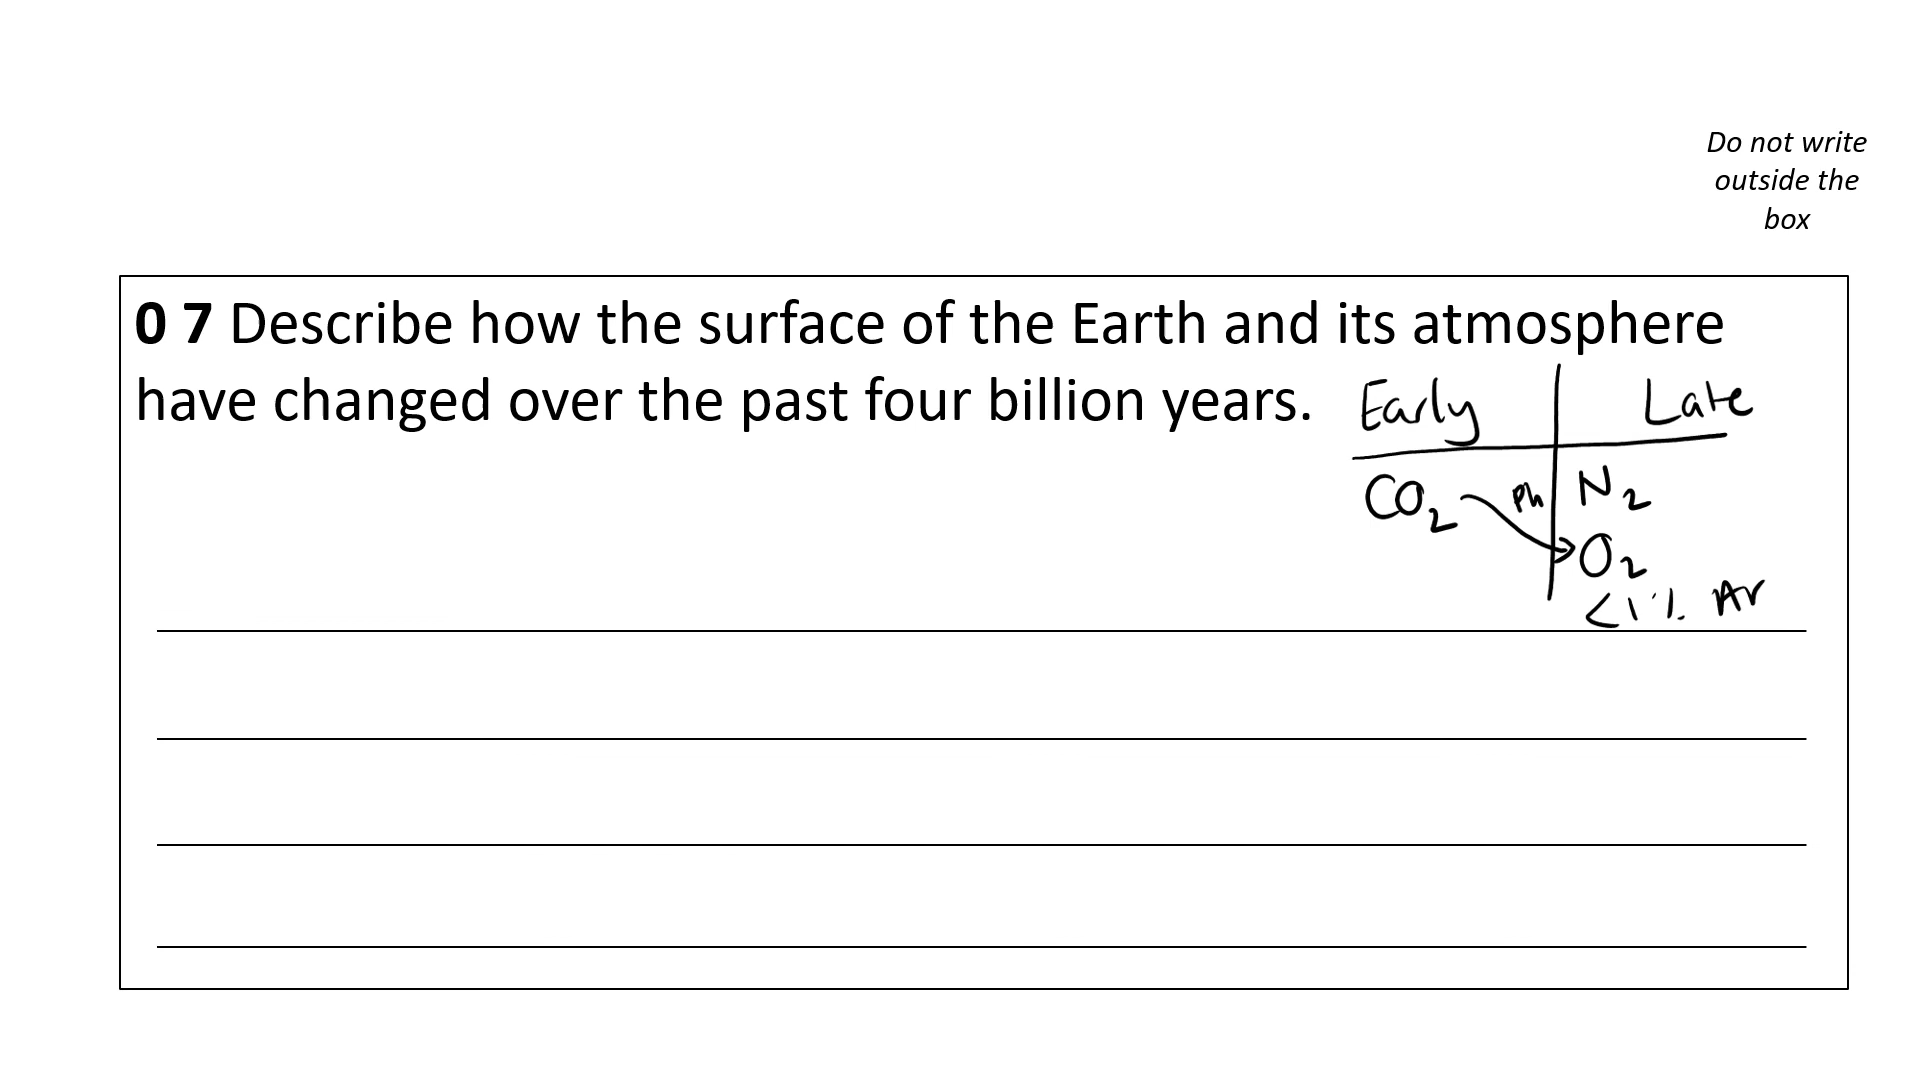 Do not write
outside the
box
0 7 Describe how the surface of the Earth and its atmosphere
have changed over the past four billion years.
Early Late
CO₂ Ph N₂
O₂
<1% Ar